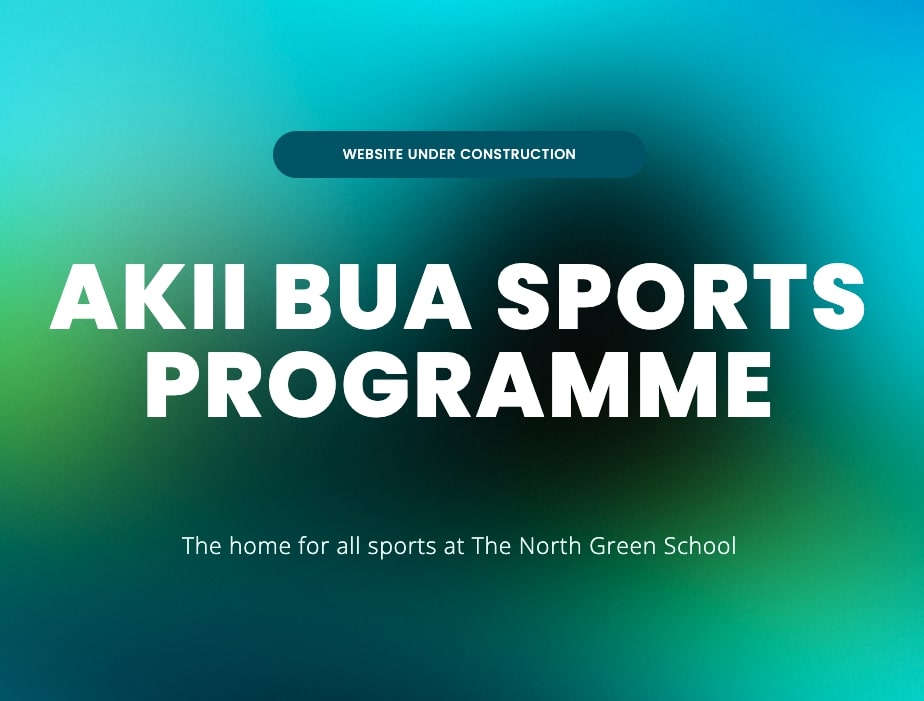 WEBSITE UNDER CONSTRUCTION
AKII BUA SPORTS
PROGRAMME
The home for all sports at The North Green School